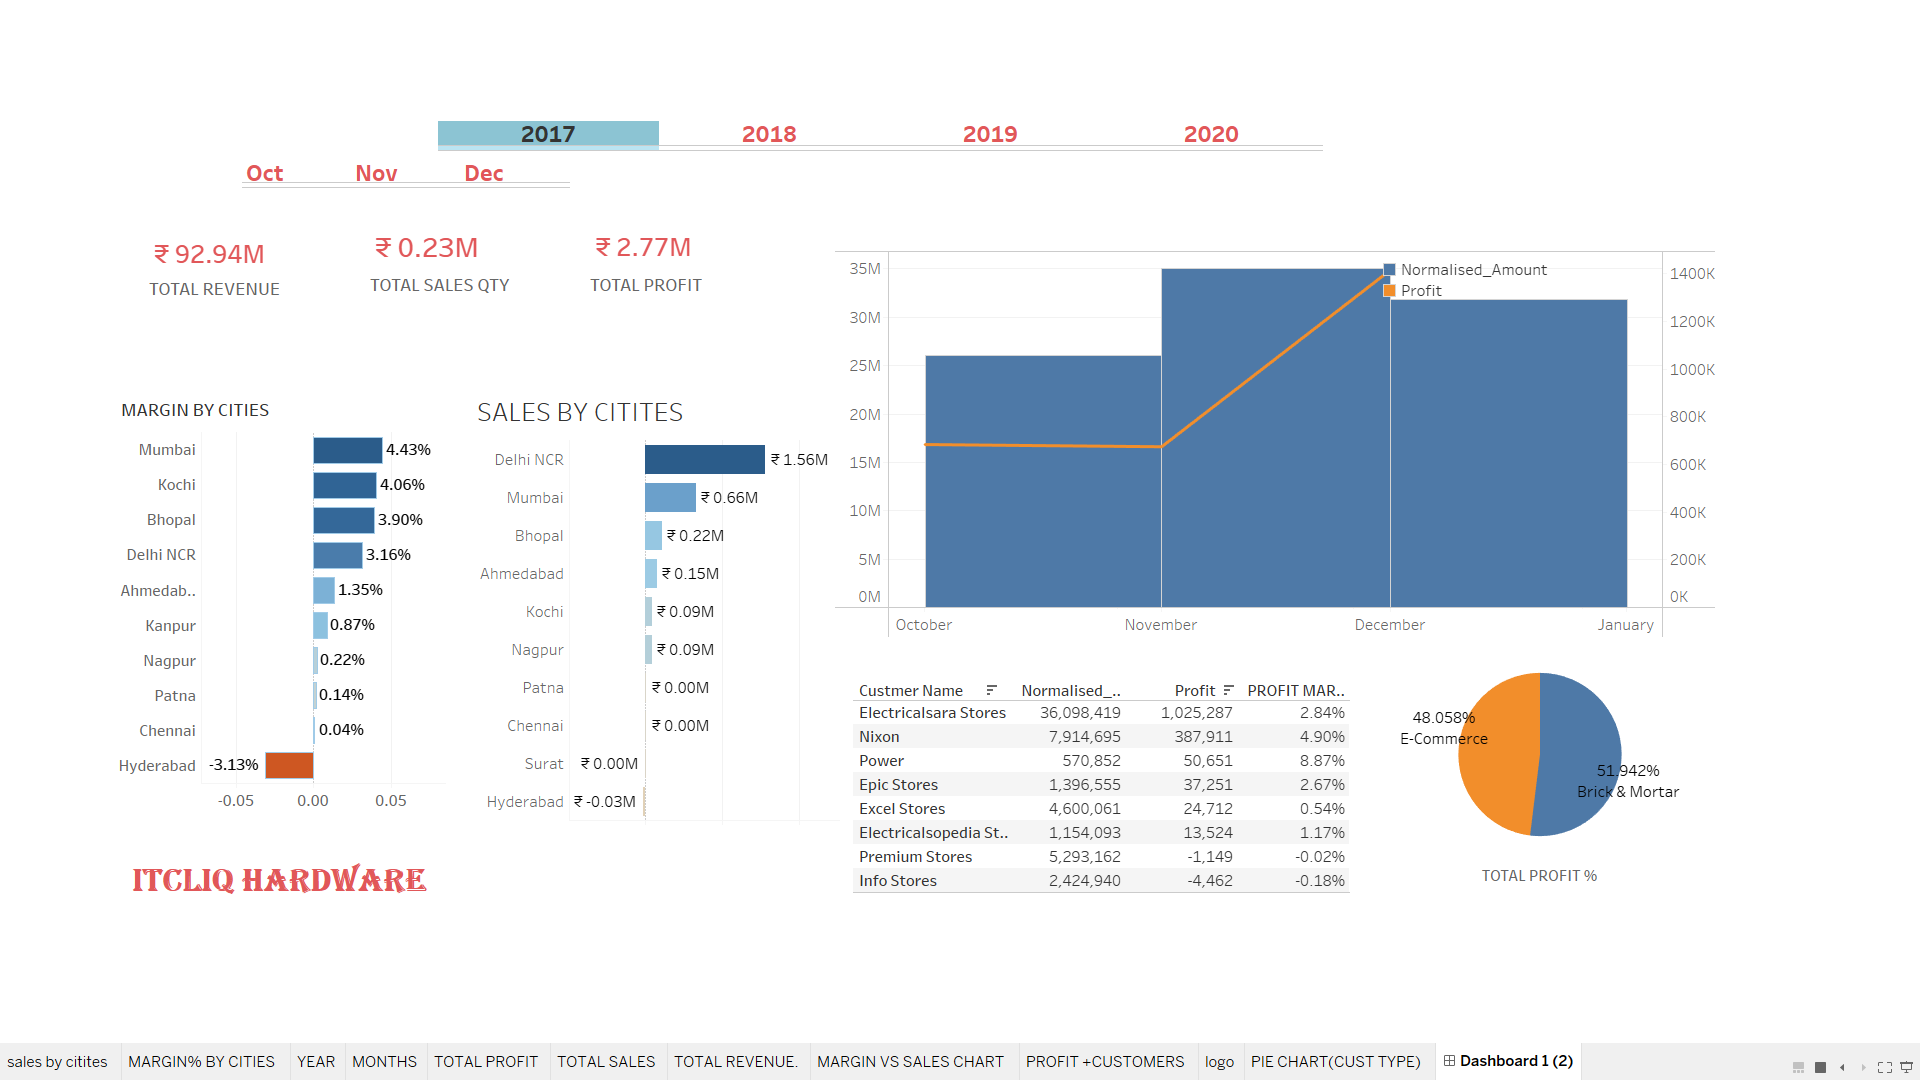 2017 2018 2019 2020
Oct Nov Dec
₹ 92.94M
TOTAL REVENUE
₹ 0.23M
TOTAL SALES QTY
₹ 2.77M
TOTAL PROFIT
MARGIN BY CITIES
Mumbai 4.43%
Kochi 4.06%
Bhopal 3.90%
Delhi NCR 3.16%
Ahmedab.. 1.35%
Kanpur 0.87%
Nagpur 0.22%
Patna 0.14%
Chennai 0.04%
Hyderabad -3.13%
-0.05 0.00 0.05
SALES BY CITITES
Delhi NCR ₹ 1.56M
Mumbai ₹ 0.66M
Bhopal ₹ 0.22M
Ahmedabad ₹ 0.15M
Kochi ₹ 0.09M
Nagpur ₹ 0.09M
Patna ₹ 0.00M
Chennai ₹ 0.00M
Surat ₹ 0.00M
Hyderabad ₹ -0.03M
Normalised_Amount
Profit
35M 1400K
30M 1200K
25M 1000K
20M 800K
15M 600K
10M 400K
5M 200K
0M 0K
October November December January
Custmer Name Normalised_.. Profit PROFIT MAR..
Electricalsara Stores 36,098,419 1,025,287 2.84%
Nixon 7,914,695 387,911 4.90%
Power 570,852 50,651 8.87%
Epic Stores 1,396,555 37,251 2.67%
Excel Stores 4,600,061 24,712 0.54%
Electricalsopedia St.. 1,154,093 13,524 1.17%
Premium Stores 5,293,162 -1,149 -0.02%
Info Stores 2,424,940 -4,462 -0.18%
48.058%
E-Commerce
51.942%
Brick & Mortar
TOTAL PROFIT %
ITCLIQ HARDWARE
sales by citites MARGIN% BY CITIES YEAR MONTHS TOTAL PROFIT TOTAL SALES TOTAL REVENUE. MARGIN VS SALES CHART PROFIT +CUSTOMERS logo PIE CHART(CUST TYPE) Dashboard 1 (2)